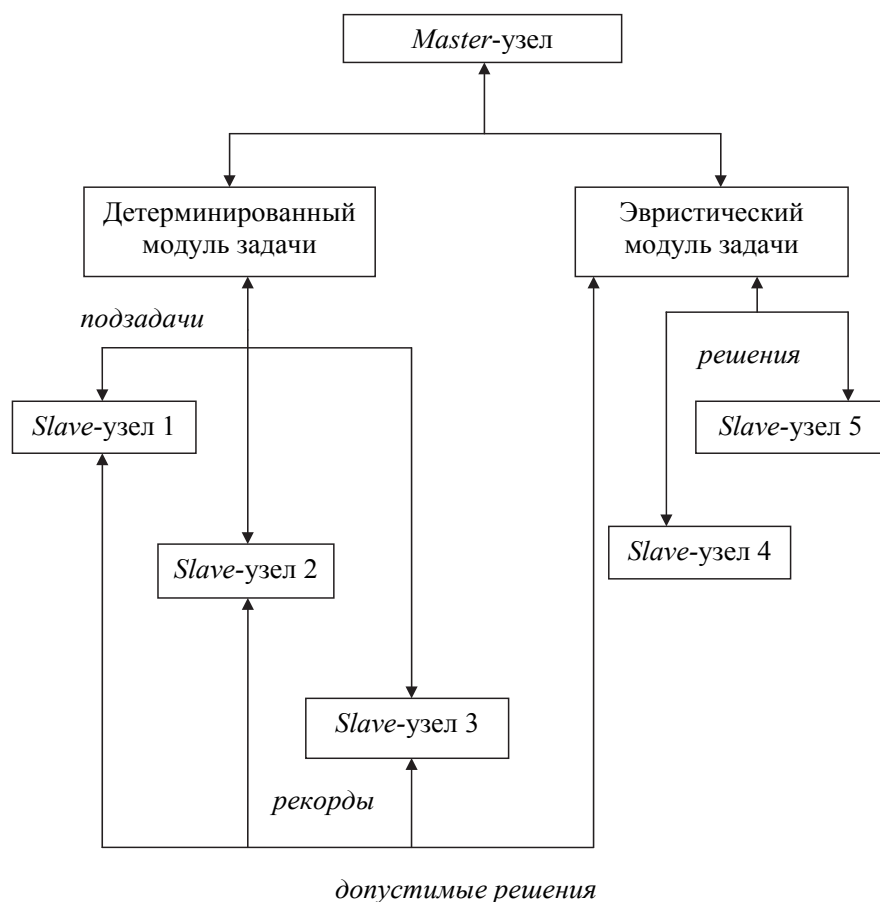 Master-узел
Детерминированный
модуль задачи
Эвристический
модуль задачи
подзадачи
решения
Slave-узел 1
Slave-узел 5
Slave-узел 4
Slave-узел 2
Slave-узел 3
рекорды
допустимые решения